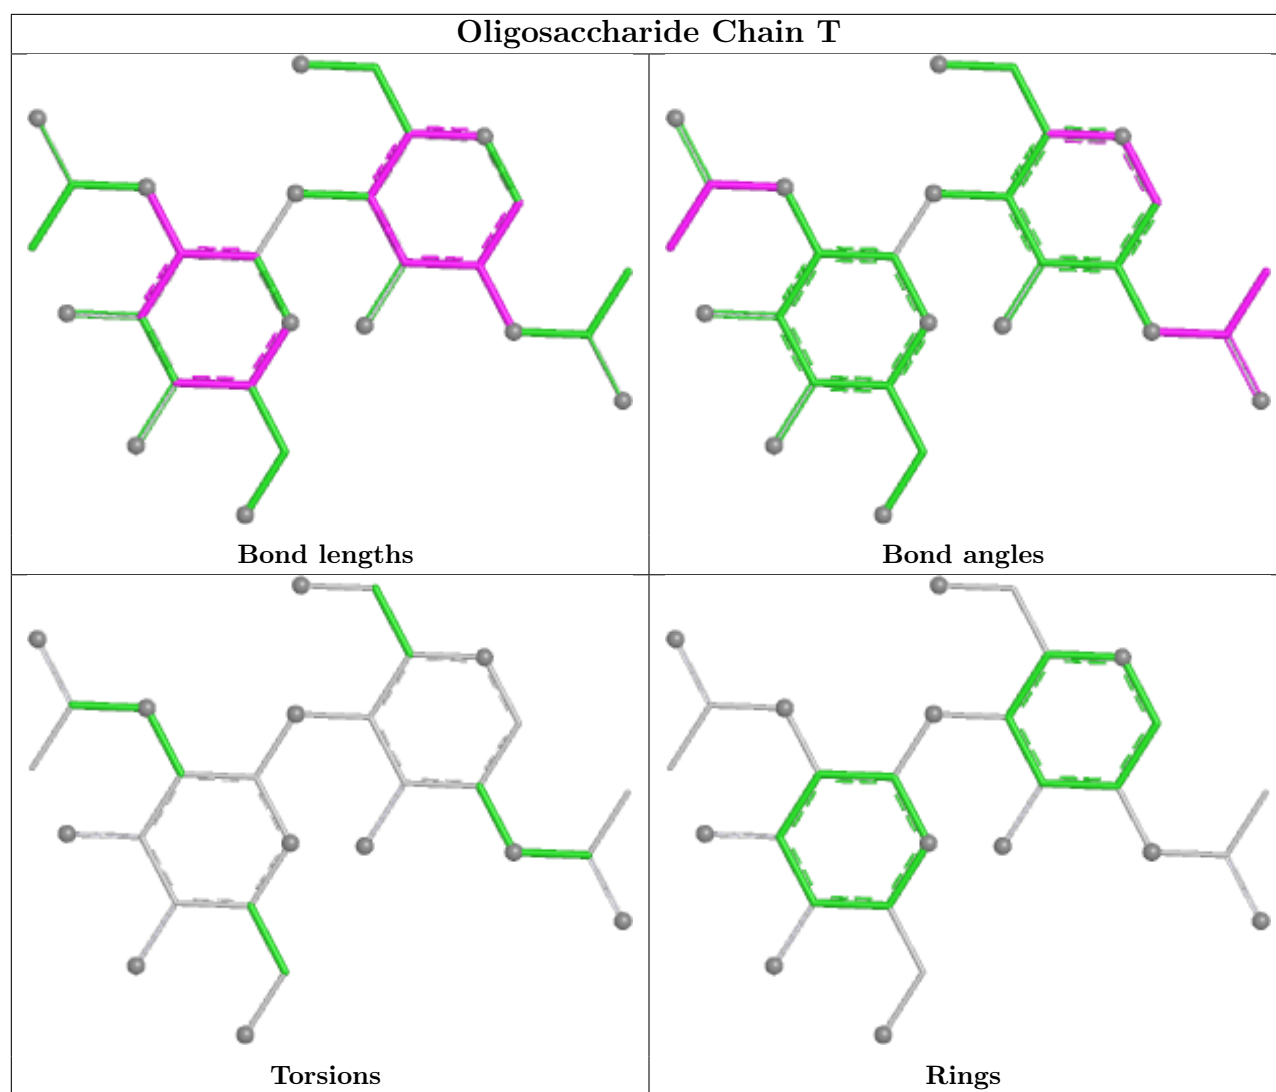 Oligosaccharide Chain T
Bond lengths
Bond angles
Torsions
Rings